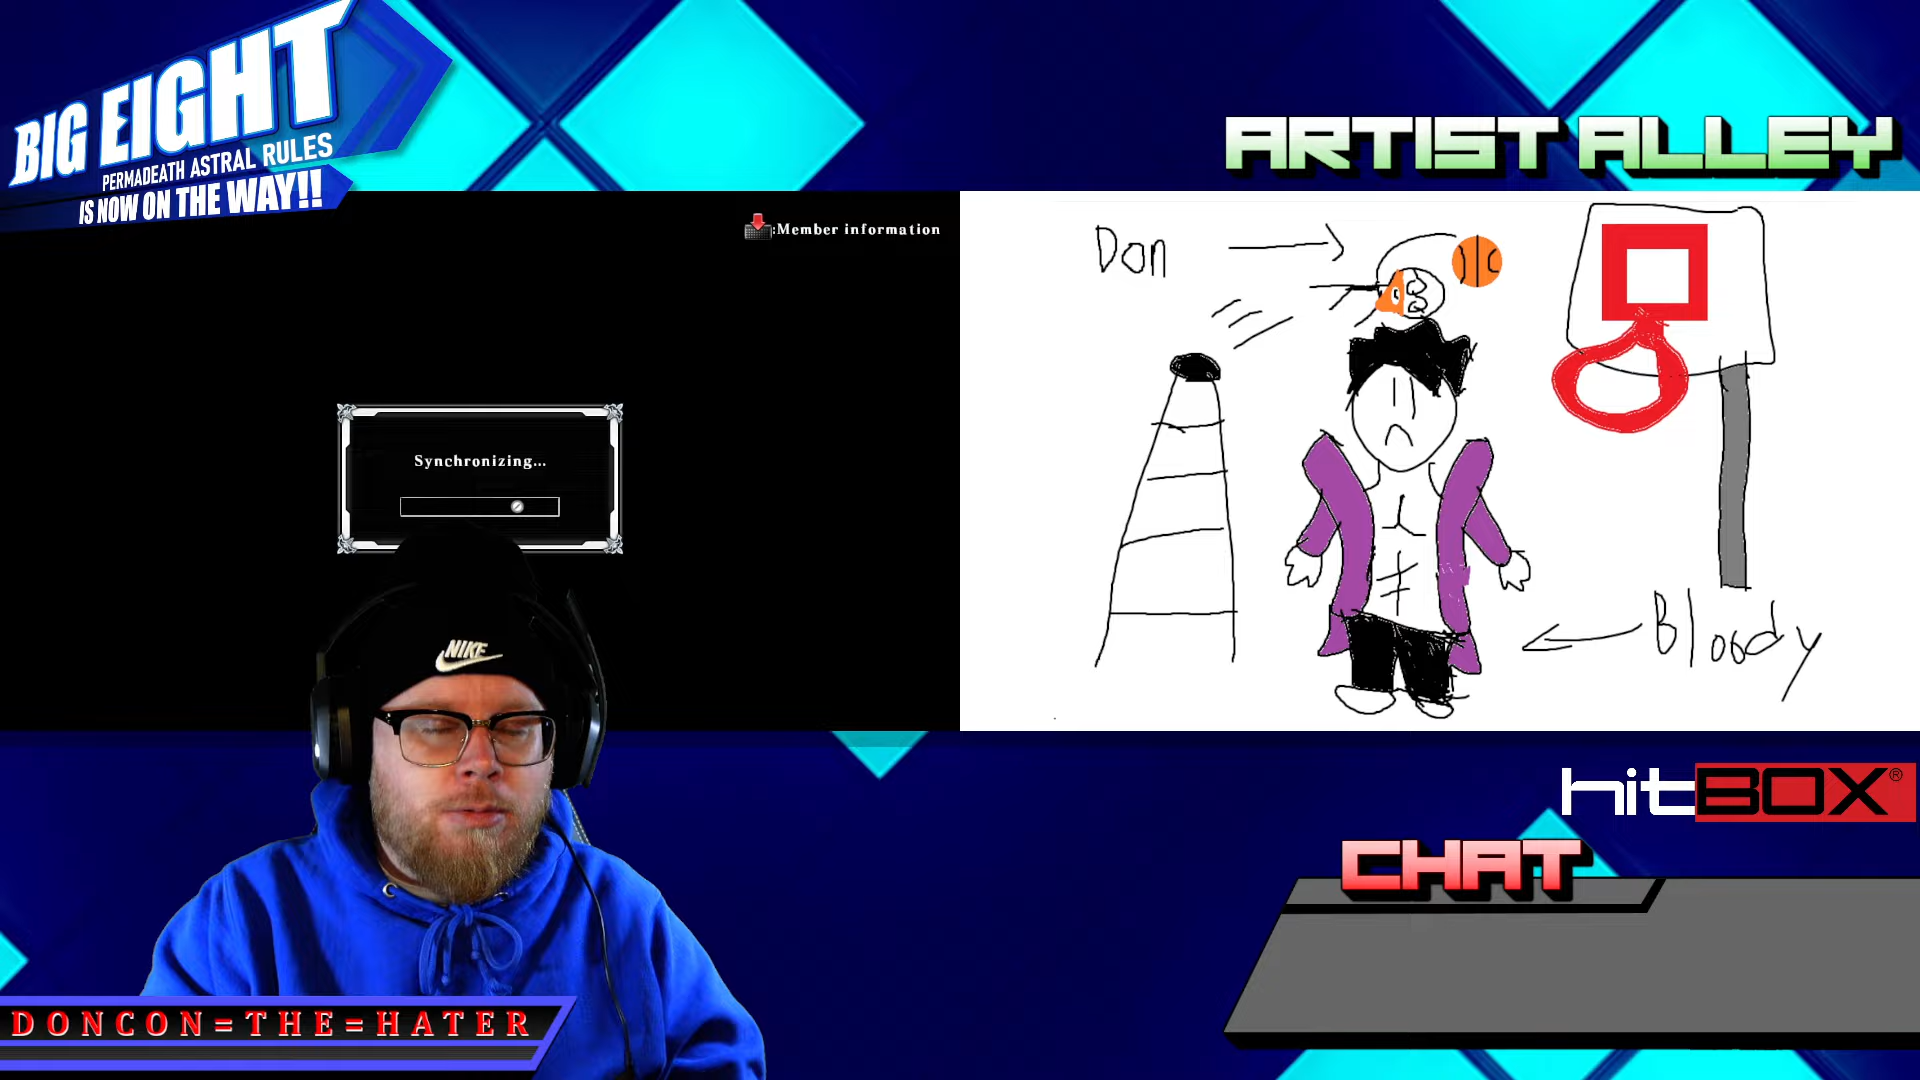 BIG EIGHT
PERMADEATH ASTRAL RULES
IS NOW ON THE WAY!!
ARTIST ALLEY
:Member information
Don
Synchronizing...
Bloody
NIKE
hitBOX®
CHAT
DONCON=THE=HATER